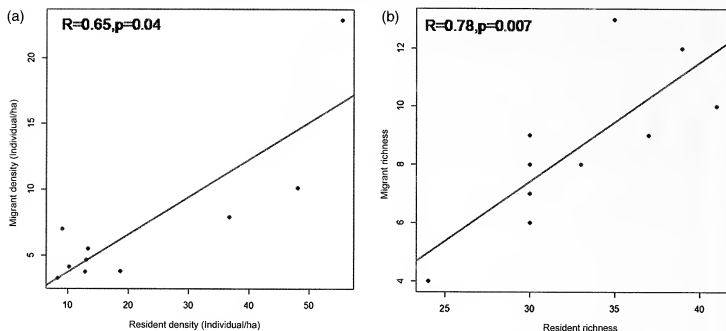 (a)
R=0.65,p=0.04
Migrant density (Individual/ha)
20
15
10
5
10 20 30 40 50
Resident density (Individual/ha)
(b)
R=0.78,p=0.007
Migrant richness
12
10
8
6
4
25 30 35 40
Resident richness